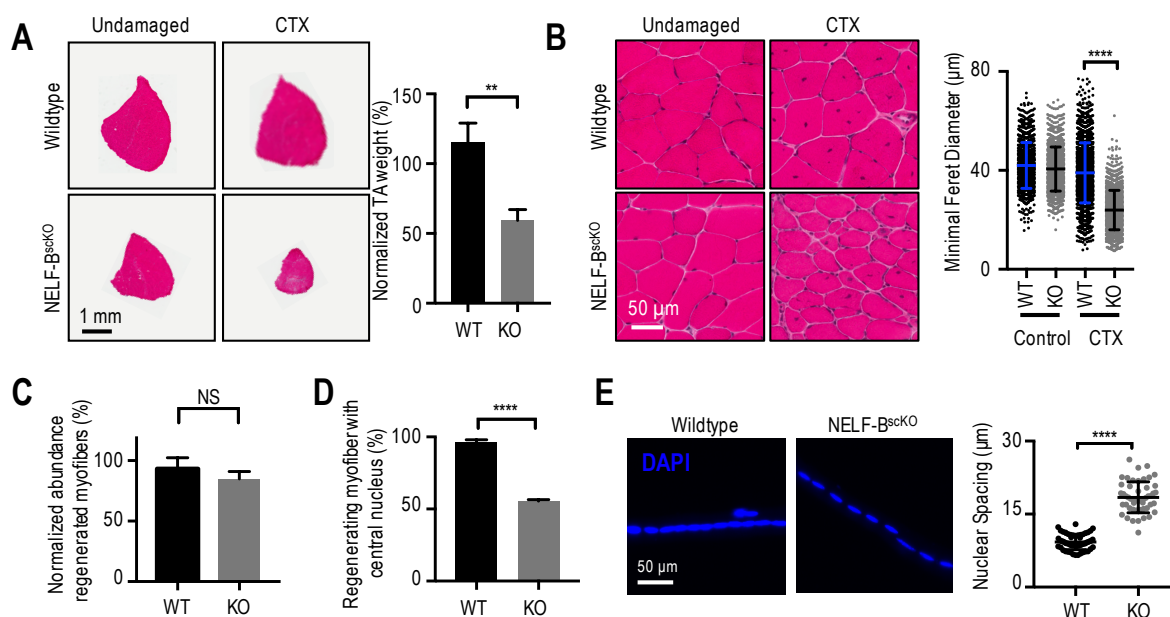 A
Undamaged
CTX
Wildtype
NELF-BscKO
1 mm
Normalized TA weight (%)
150
100
50
0
**
WT
KO
B
Undamaged
CTX
Wildtype
NELF-BscKO
50 µm
Minimal Feret Diameter (µm)
80
40
0
****
WT
KO
WT
KO
Control
CTX
C
Normalized abundance
regenerated myofibers (%)
100
50
0
NS
WT
KO
D
Regenerating myofiber with
central nucleus (%)
100
50
0
****
WT
KO
E
Wildtype
NELF-BscKO
DAPI
50 µm
Nuclear Spacing (µm)
30
15
0
****
WT
KO